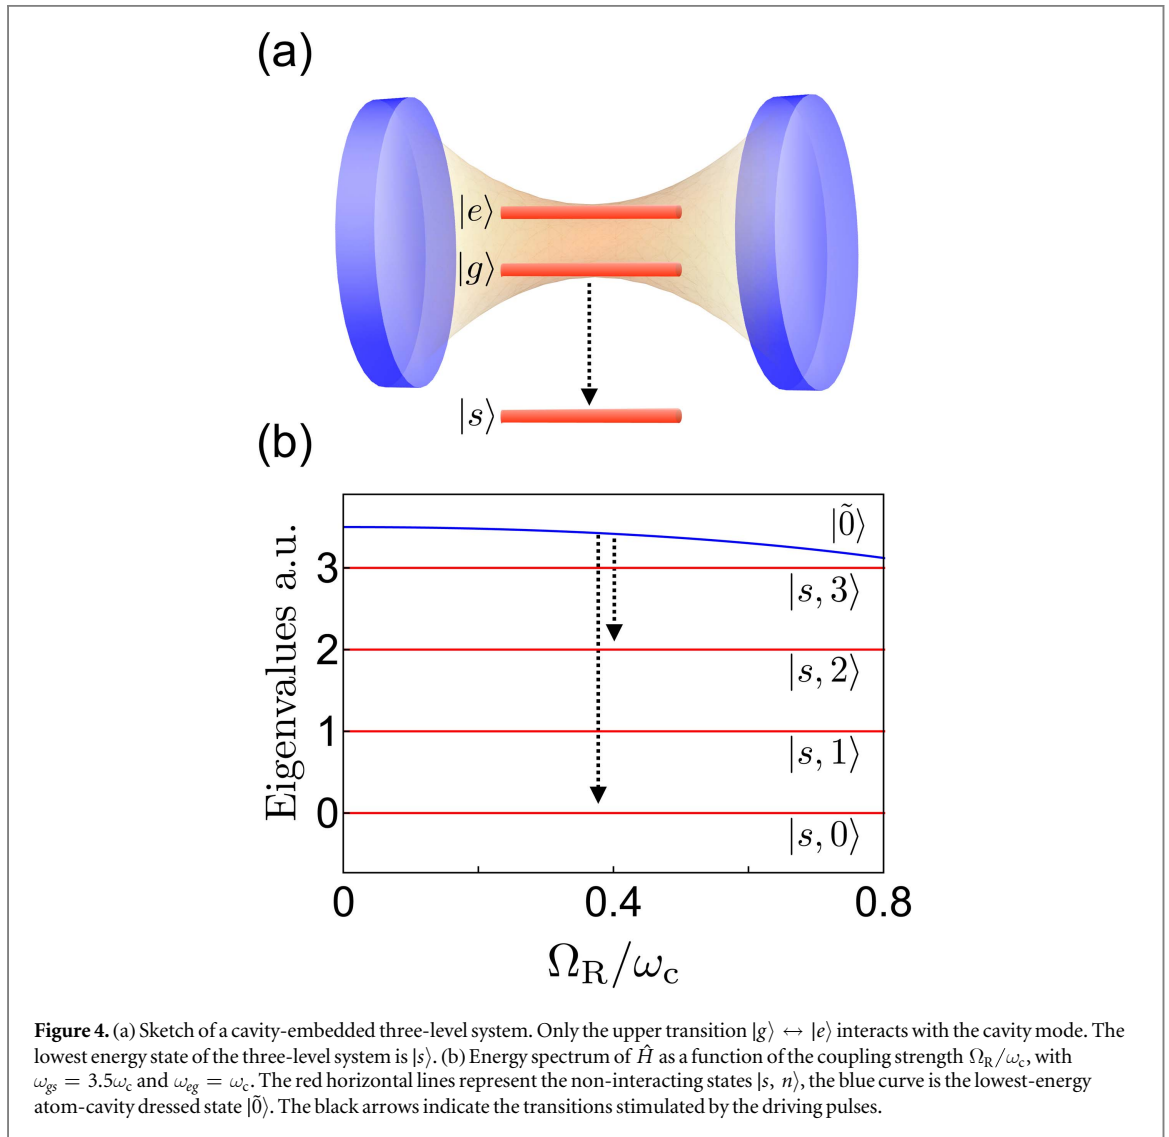 (a)
|e⟩
|g⟩
|s⟩
(b)
Eigenvalues a.u.
|0̃⟩
3
|s, 3⟩
2
|s, 2⟩
1
|s, 1⟩
0
|s, 0⟩
0 0.4 0.8
Ω_R/ω_c
Figure 4. (a) Sketch of a cavity-embedded three-level system. Only the upper transition |g⟩ ↔ |e⟩ interacts with the cavity mode. The
lowest energy state of the three-level system is |s⟩. (b) Energy spectrum of Ĥ as a function of the coupling strength Ω_R/ω_c, with
ω_gs = 3.5ω_c and ω_eg = ω_c. The red horizontal lines represent the non-interacting states |s, n⟩, the blue curve is the lowest-energy
atom-cavity dressed state |0̃⟩. The black arrows indicate the transitions stimulated by the driving pulses.